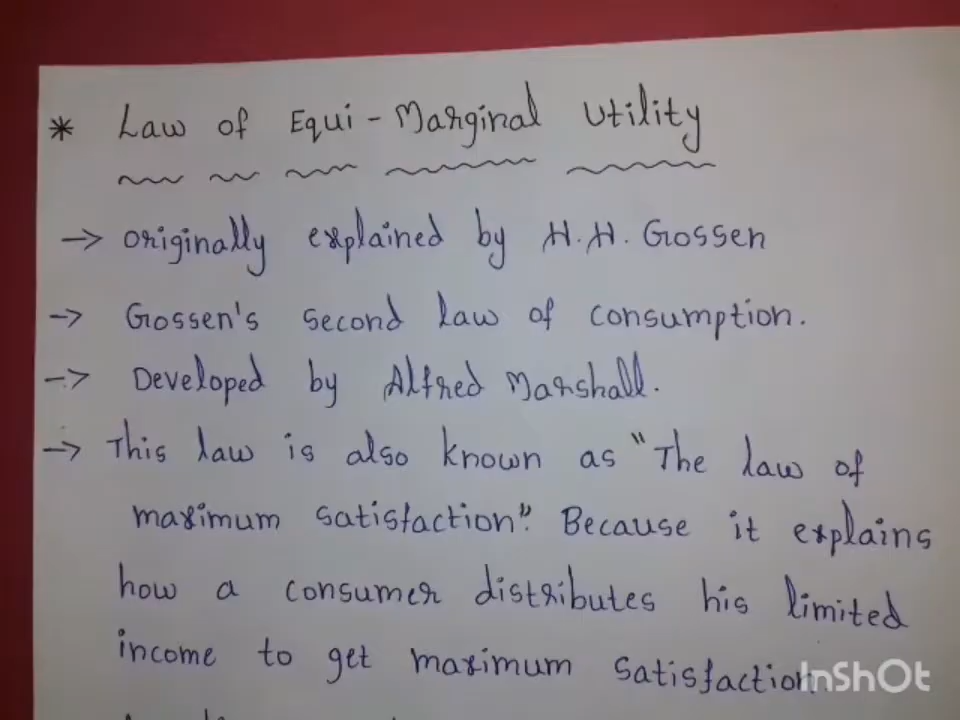 * Law of Equi-Marginal Utility
→ originally explained by H.H. Gossen
→ Gossen's second law of consumption.
→ Developed by Alfred Marshall.
→ This law is also known as "The law of
maximum satisfaction". Because it explains
how a consumer distributes his limited
income to get maximum satisfaction.
InShOt